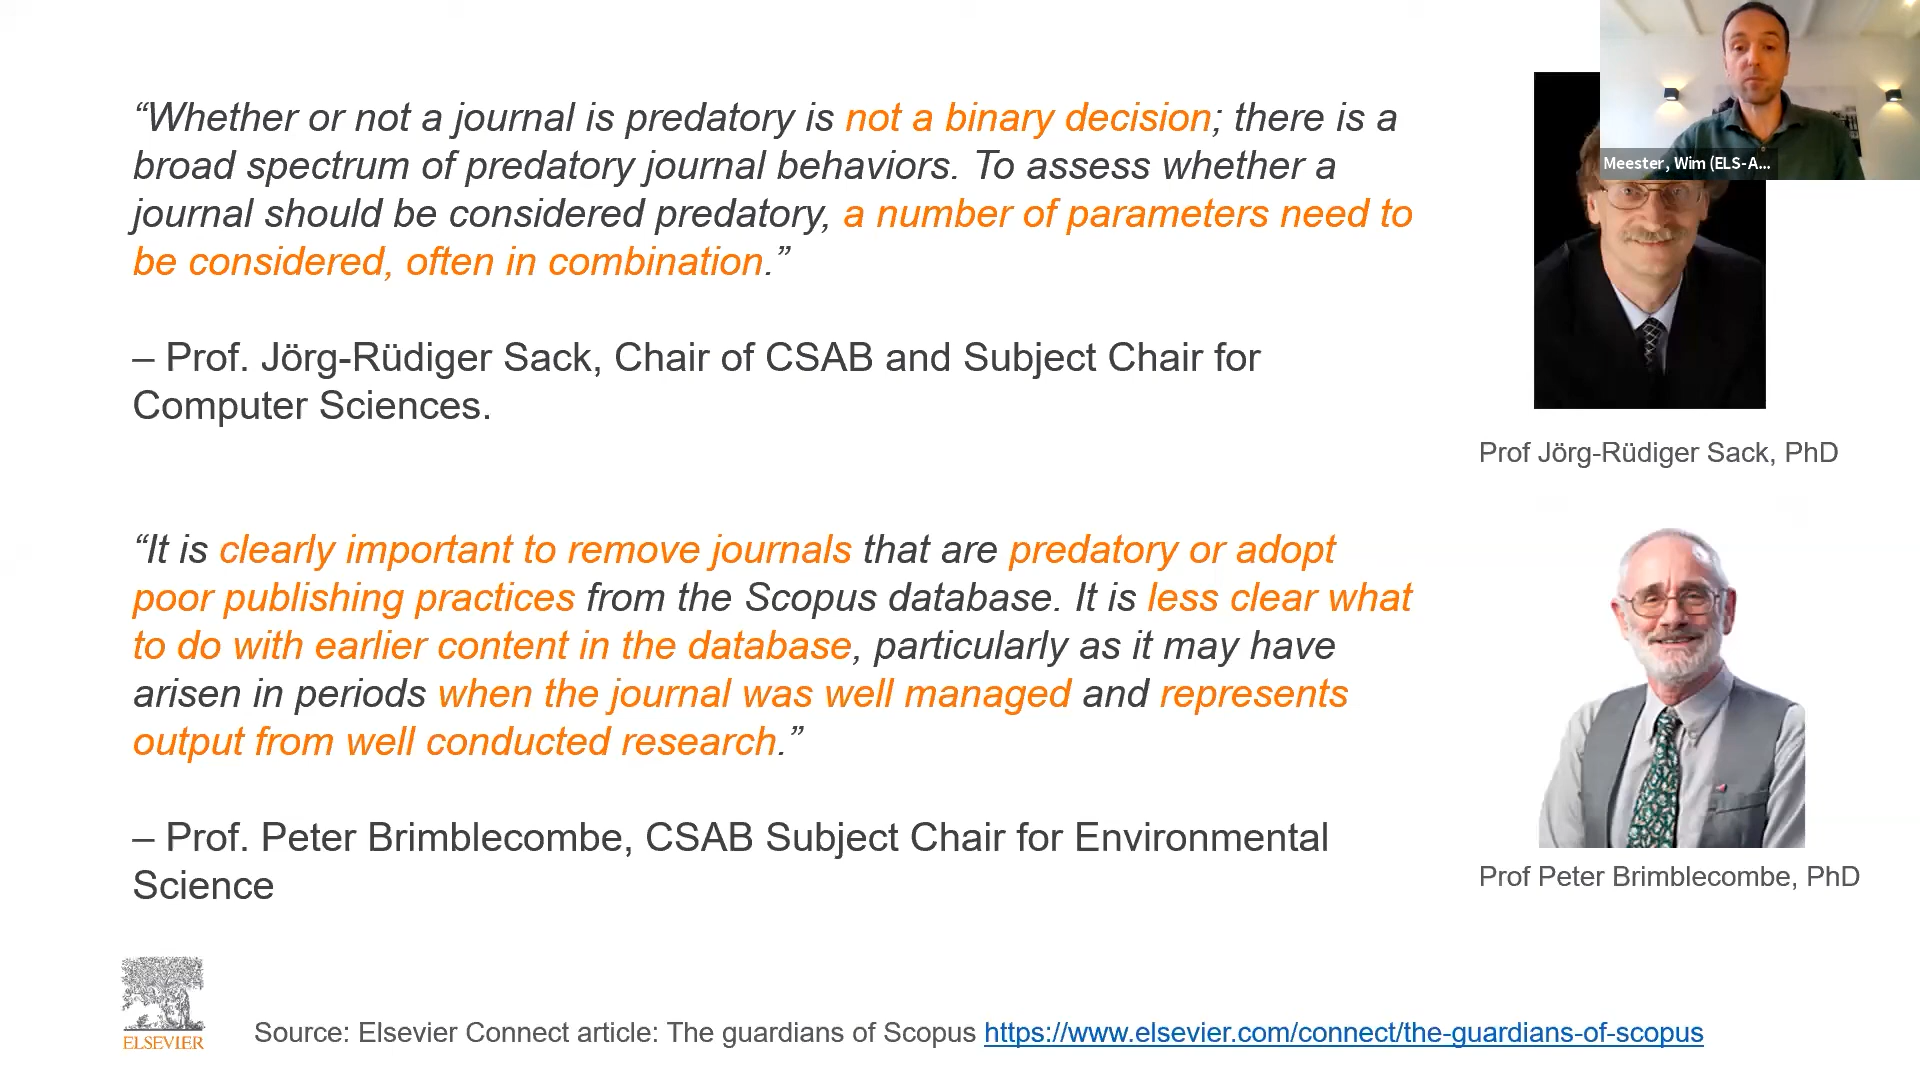 “Whether or not a journal is predatory is not a binary decision; there is a
broad spectrum of predatory journal behaviors. To assess whether a
journal should be considered predatory, a number of parameters need to
be considered, often in combination.”
– Prof. Jörg-Rüdiger Sack, Chair of CSAB and Subject Chair for
Computer Sciences.
Meester, Wim (ELS-A...
Prof Jörg-Rüdiger Sack, PhD
“It is clearly important to remove journals that are predatory or adopt
poor publishing practices from the Scopus database. It is less clear what
to do with earlier content in the database, particularly as it may have
arisen in periods when the journal was well managed and represents
output from well conducted research.”
– Prof. Peter Brimblecombe, CSAB Subject Chair for Environmental
Science
Prof Peter Brimblecombe, PhD
ELSEVIER
Source: Elsevier Connect article: The guardians of Scopus https://www.elsevier.com/connect/the-guardians-of-scopus